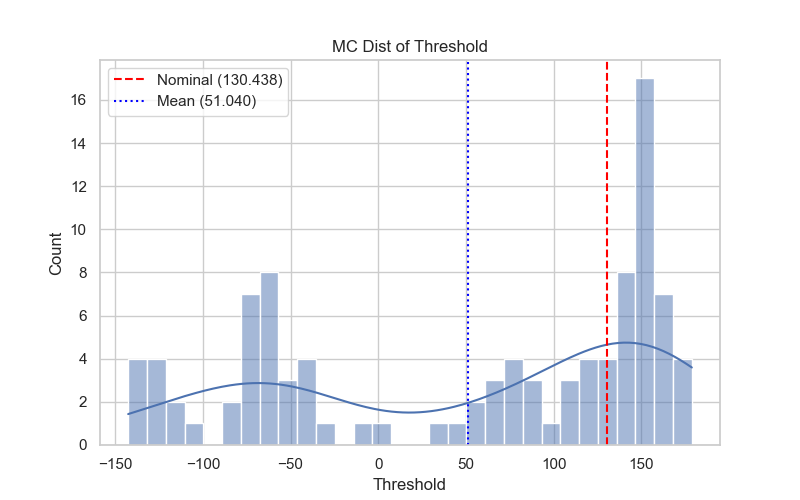 MC Dist of Threshold
Nominal (130.438)
Mean (51.040)
Count
16
14
12
10
8
6
4
2
0
−150 −100 −50 0 50 100 150
Threshold